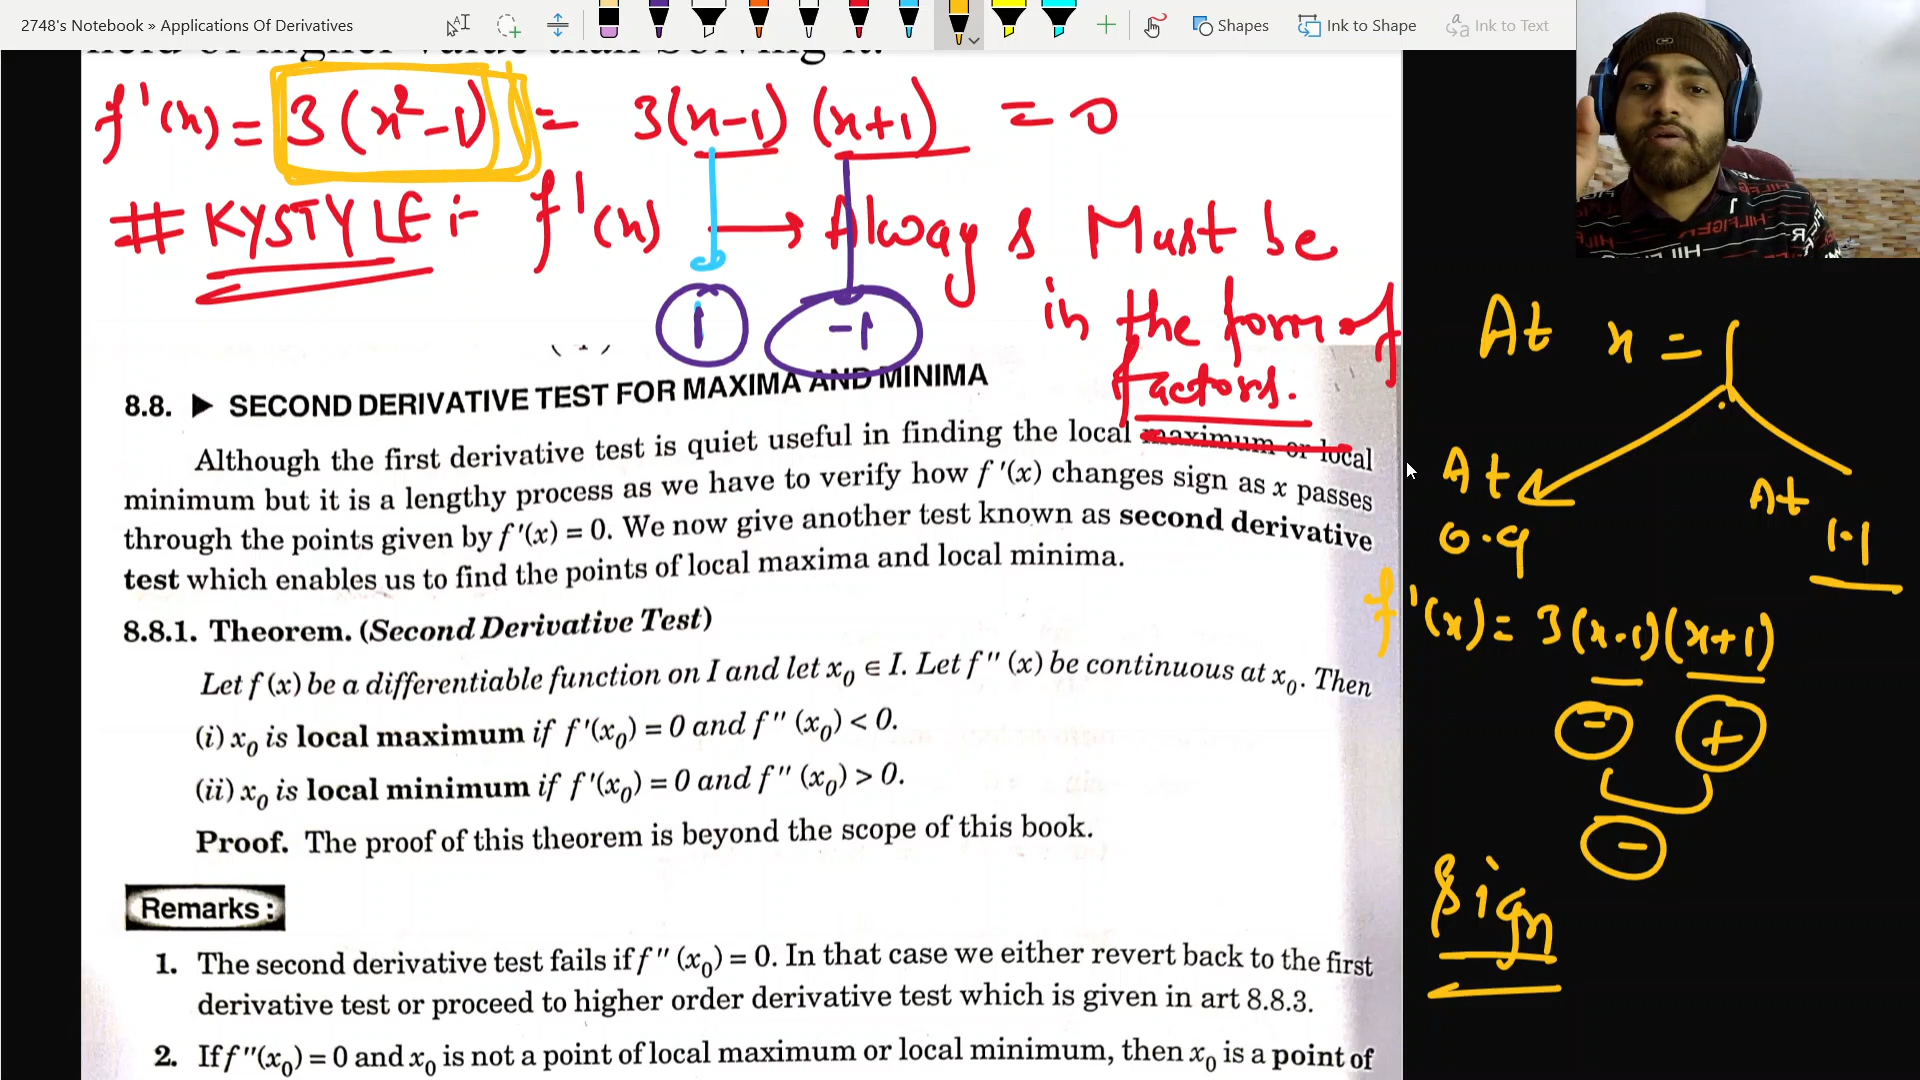 2748's Notebook » Applications Of Derivatives
Shapes
Ink to Shape
Ink to Text
f'(x) = 3(x²-1) = 3(x-1) (x+1) = 0
# KYSTYLE :- f'(x) → Always Must be
in the form of
factors.
1
-1
8.8. ▶ SECOND DERIVATIVE TEST FOR MAXIMA AND MINIMA
Although the first derivative test is quiet useful in finding the local maximum or local
minimum but it is a lengthy process as we have to verify how f '(x) changes sign as x passes
through the points given by f '(x) = 0. We now give another test known as second derivative
test which enables us to find the points of local maxima and local minima.
8.8.1. Theorem. (Second Derivative Test)
Let f (x) be a differentiable function on I and let x₀ ∈ I. Let f " (x) be continuous at x₀. Then
(i) x₀ is local maximum if f '(x₀) = 0 and f " (x₀) < 0.
(ii) x₀ is local minimum if f '(x₀) = 0 and f " (x₀) > 0.
Proof. The proof of this theorem is beyond the scope of this book.
Remarks :
1. The second derivative test fails if f " (x₀) = 0. In that case we either revert back to the first
derivative test or proceed to higher order derivative test which is given in art 8.8.3.
2. If f "(x₀) = 0 and x₀ is not a point of local maximum or local minimum, then x₀ is a point of
At x = 1
At
0.9
At
1.1
f'(x) = 3(x-1)(x+1)
- +
-
Sign